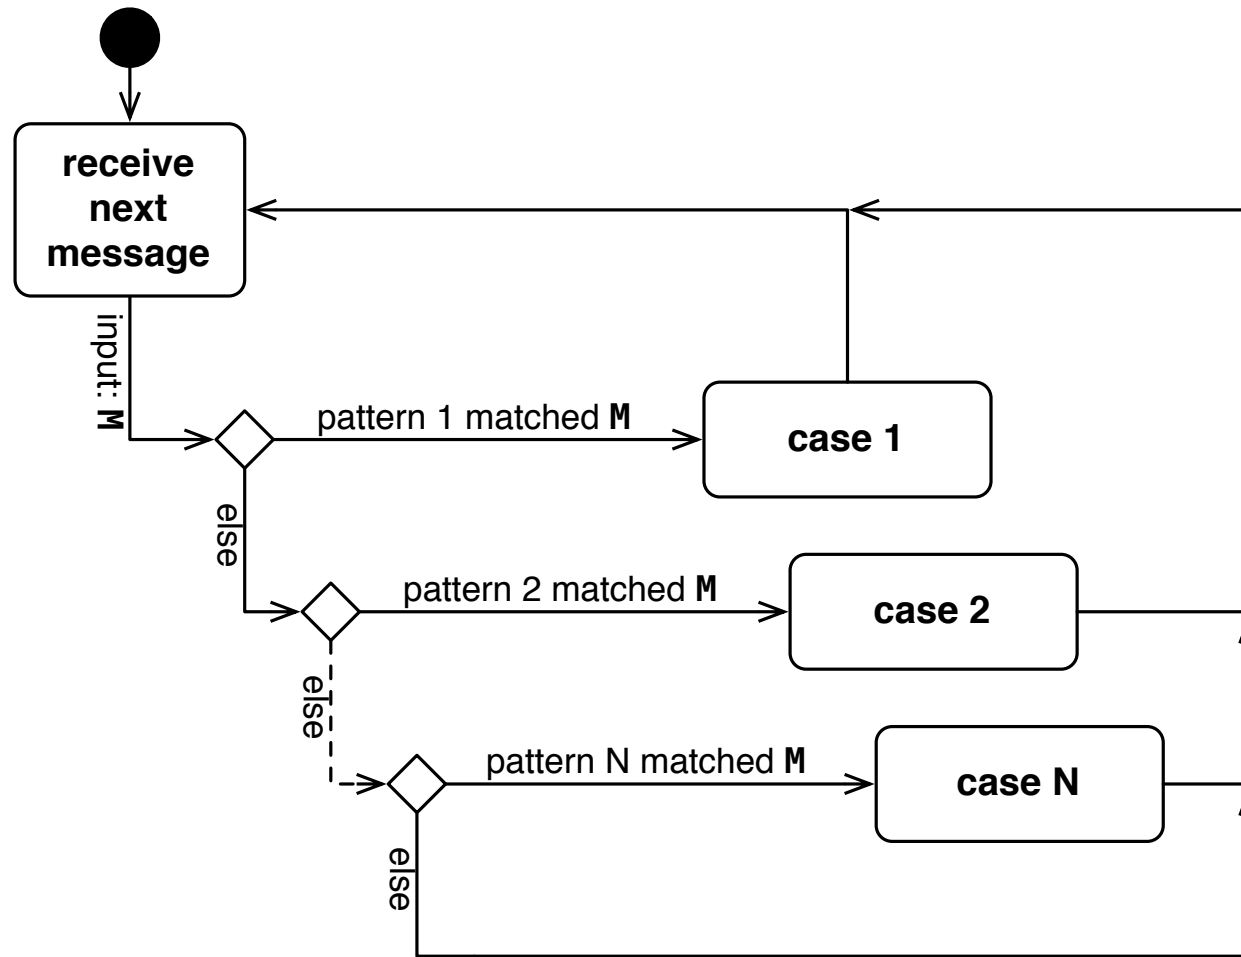 receive
next
message
input: M
pattern 1 matched M
case 1
else
pattern 2 matched M
case 2
else
pattern N matched M
case N
else